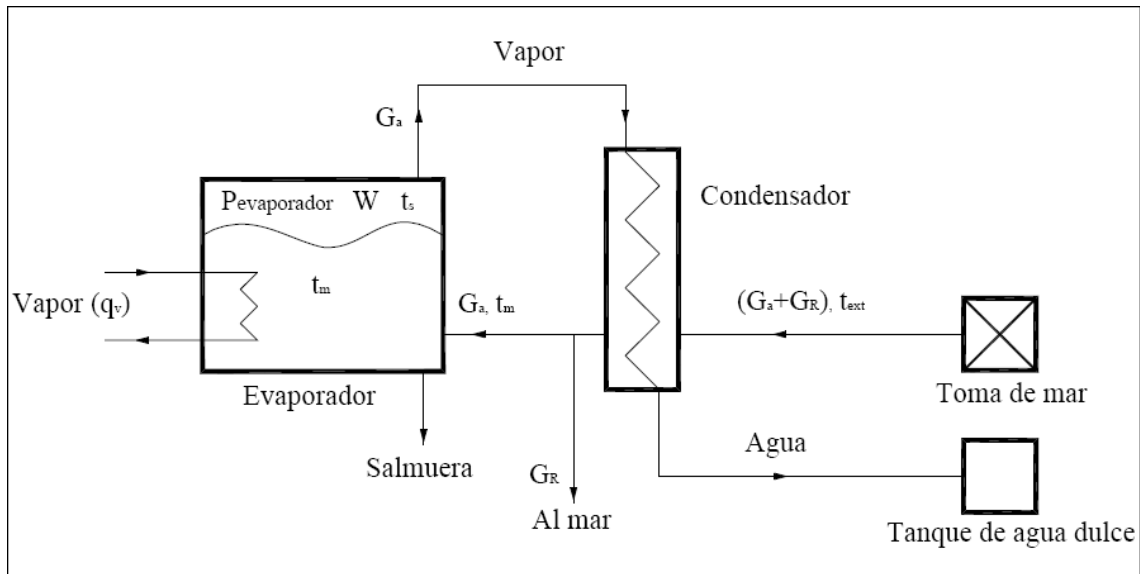 Vapor
Ga
Pevaporador W ts
Condensador
tm
Vapor (qv)
Ga, tm
(Ga+GR), text
Evaporador
Toma de mar
Salmuera
GR
Agua
Al mar
Tanque de agua dulce